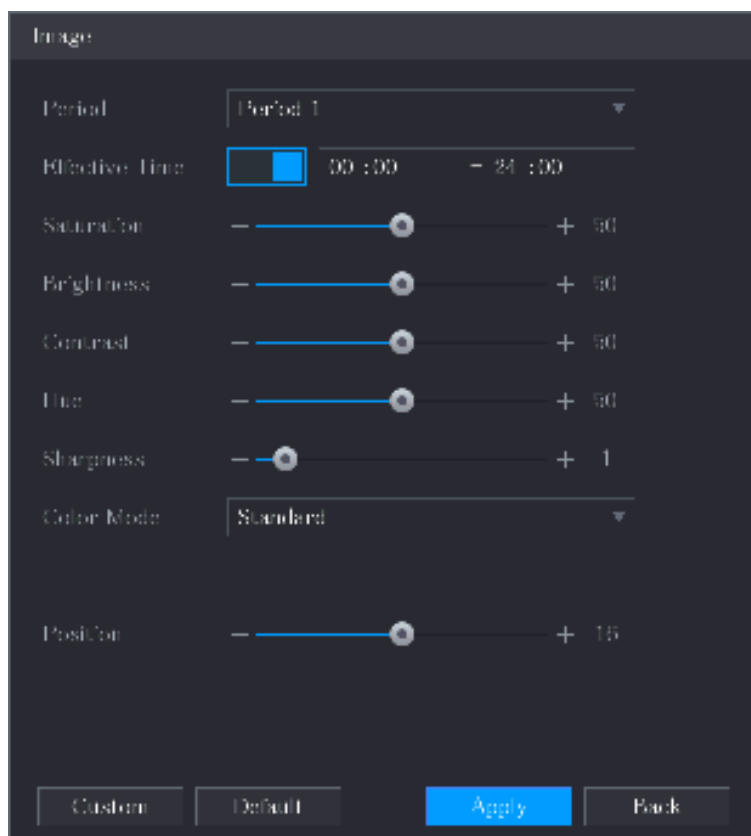 Image
Period Period 1
Effective Time 00 :00 - 24 :00
Saturation - + 50
Brightness - + 50
Contrast - + 50
Hue - + 50
Sharpness - + 1
Color Mode Standard
Position - + 16
Custom Default Apply Back